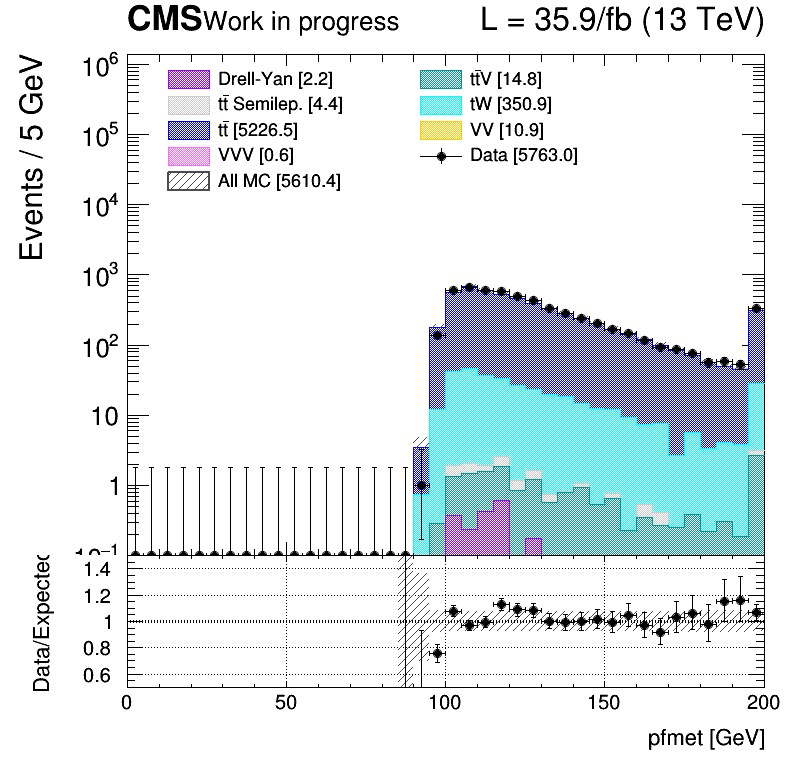 CMS Work in progress L = 35.9/fb (13 TeV)
Events / 5 GeV
10⁶
10⁵
10⁴
10³
10²
10
1
10⁻¹
Drell-Yan [2.2]
tt̄ Semilep. [4.4]
tt̄ [5226.5]
VVV [0.6]
All MC [5610.4]
tt̄V [14.8]
tW [350.9]
VV [10.9]
Data [5763.0]
Data/Expected
1.4
1.2
1
0.8
0.6
0 50 100 150 200
pfmet [GeV]